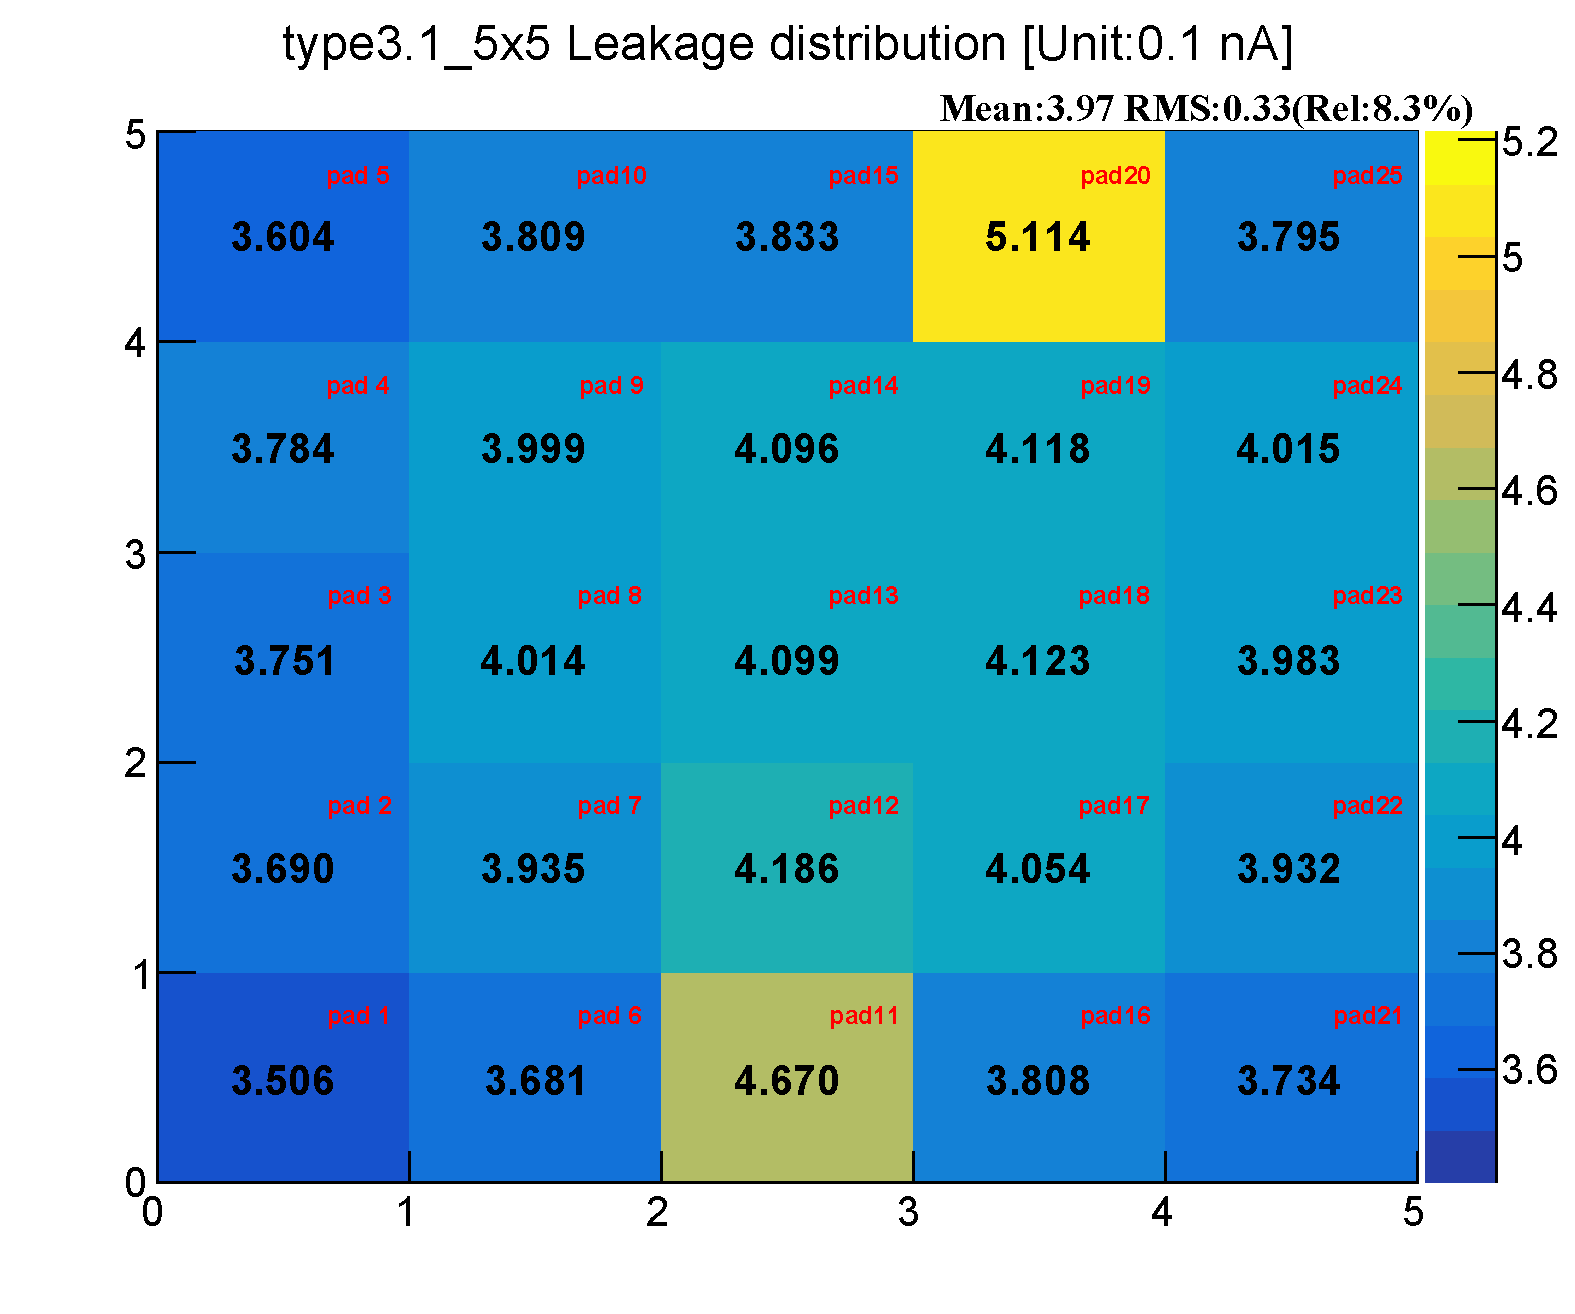 type3.1_5x5 Leakage distribution [Unit:0.1 nA]
Mean:3.97 RMS:0.33(Rel:8.3%)
5
pad 5 pad10 pad15 pad20 pad25
3.604 3.809 3.833 5.114 3.795
4
pad 4 pad 9 pad14 pad19 pad24
3.784 3.999 4.096 4.118 4.015
3
pad 3 pad 8 pad13 pad18 pad23
3.751 4.014 4.099 4.123 3.983
2
pad 2 pad 7 pad12 pad17 pad22
3.690 3.935 4.186 4.054 3.932
1
pad 1 pad 6 pad11 pad16 pad21
3.506 3.681 4.670 3.808 3.734
0
0 1 2 3 4 5
5.2
5
4.8
4.6
4.4
4.2
4
3.8
3.6